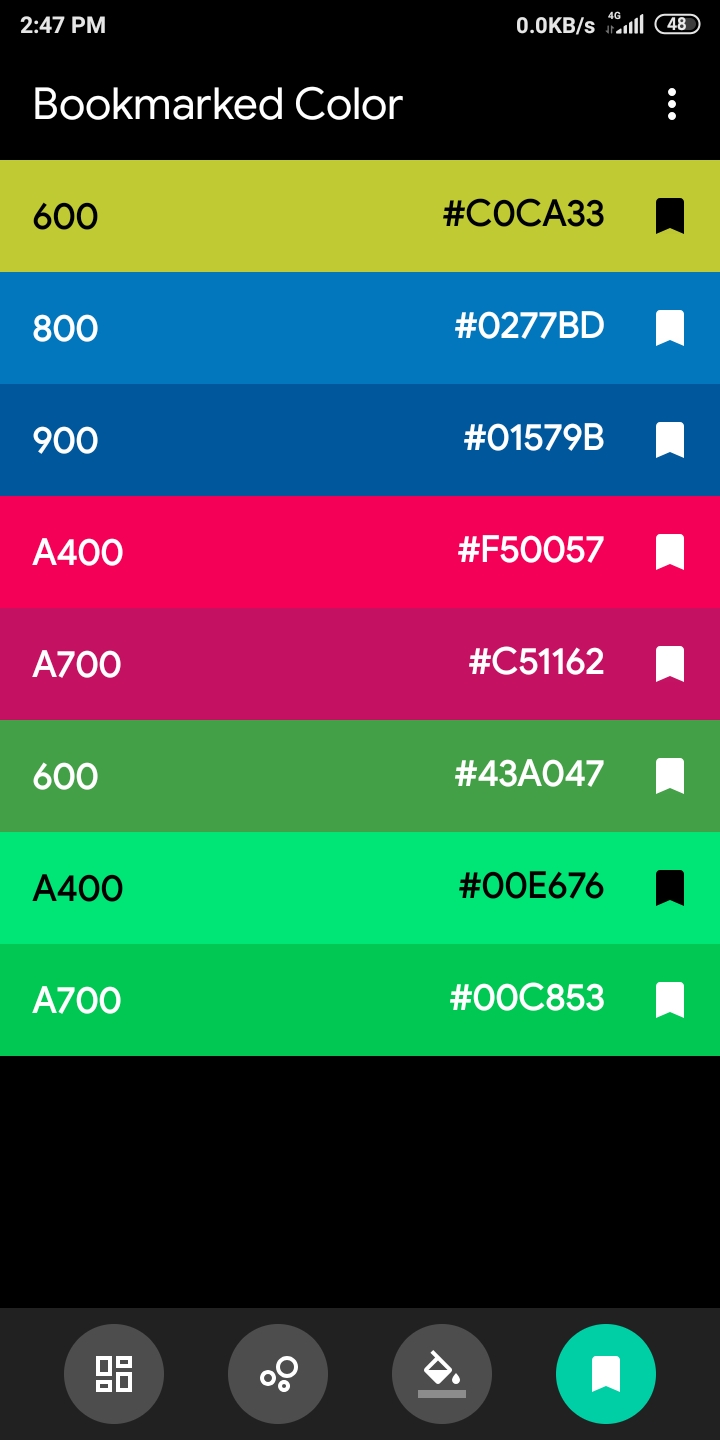 2:47 PM 0.0KB/s 4G 48
Bookmarked Color
600 #C0CA33
800 #0277BD
900 #01579B
A400 #F50057
A700 #C51162
600 #43A047
A400 #00E676
A700 #00C853